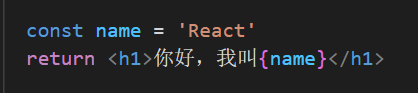 const name = 'React'
return <h1>你好，我叫{name}</h1>